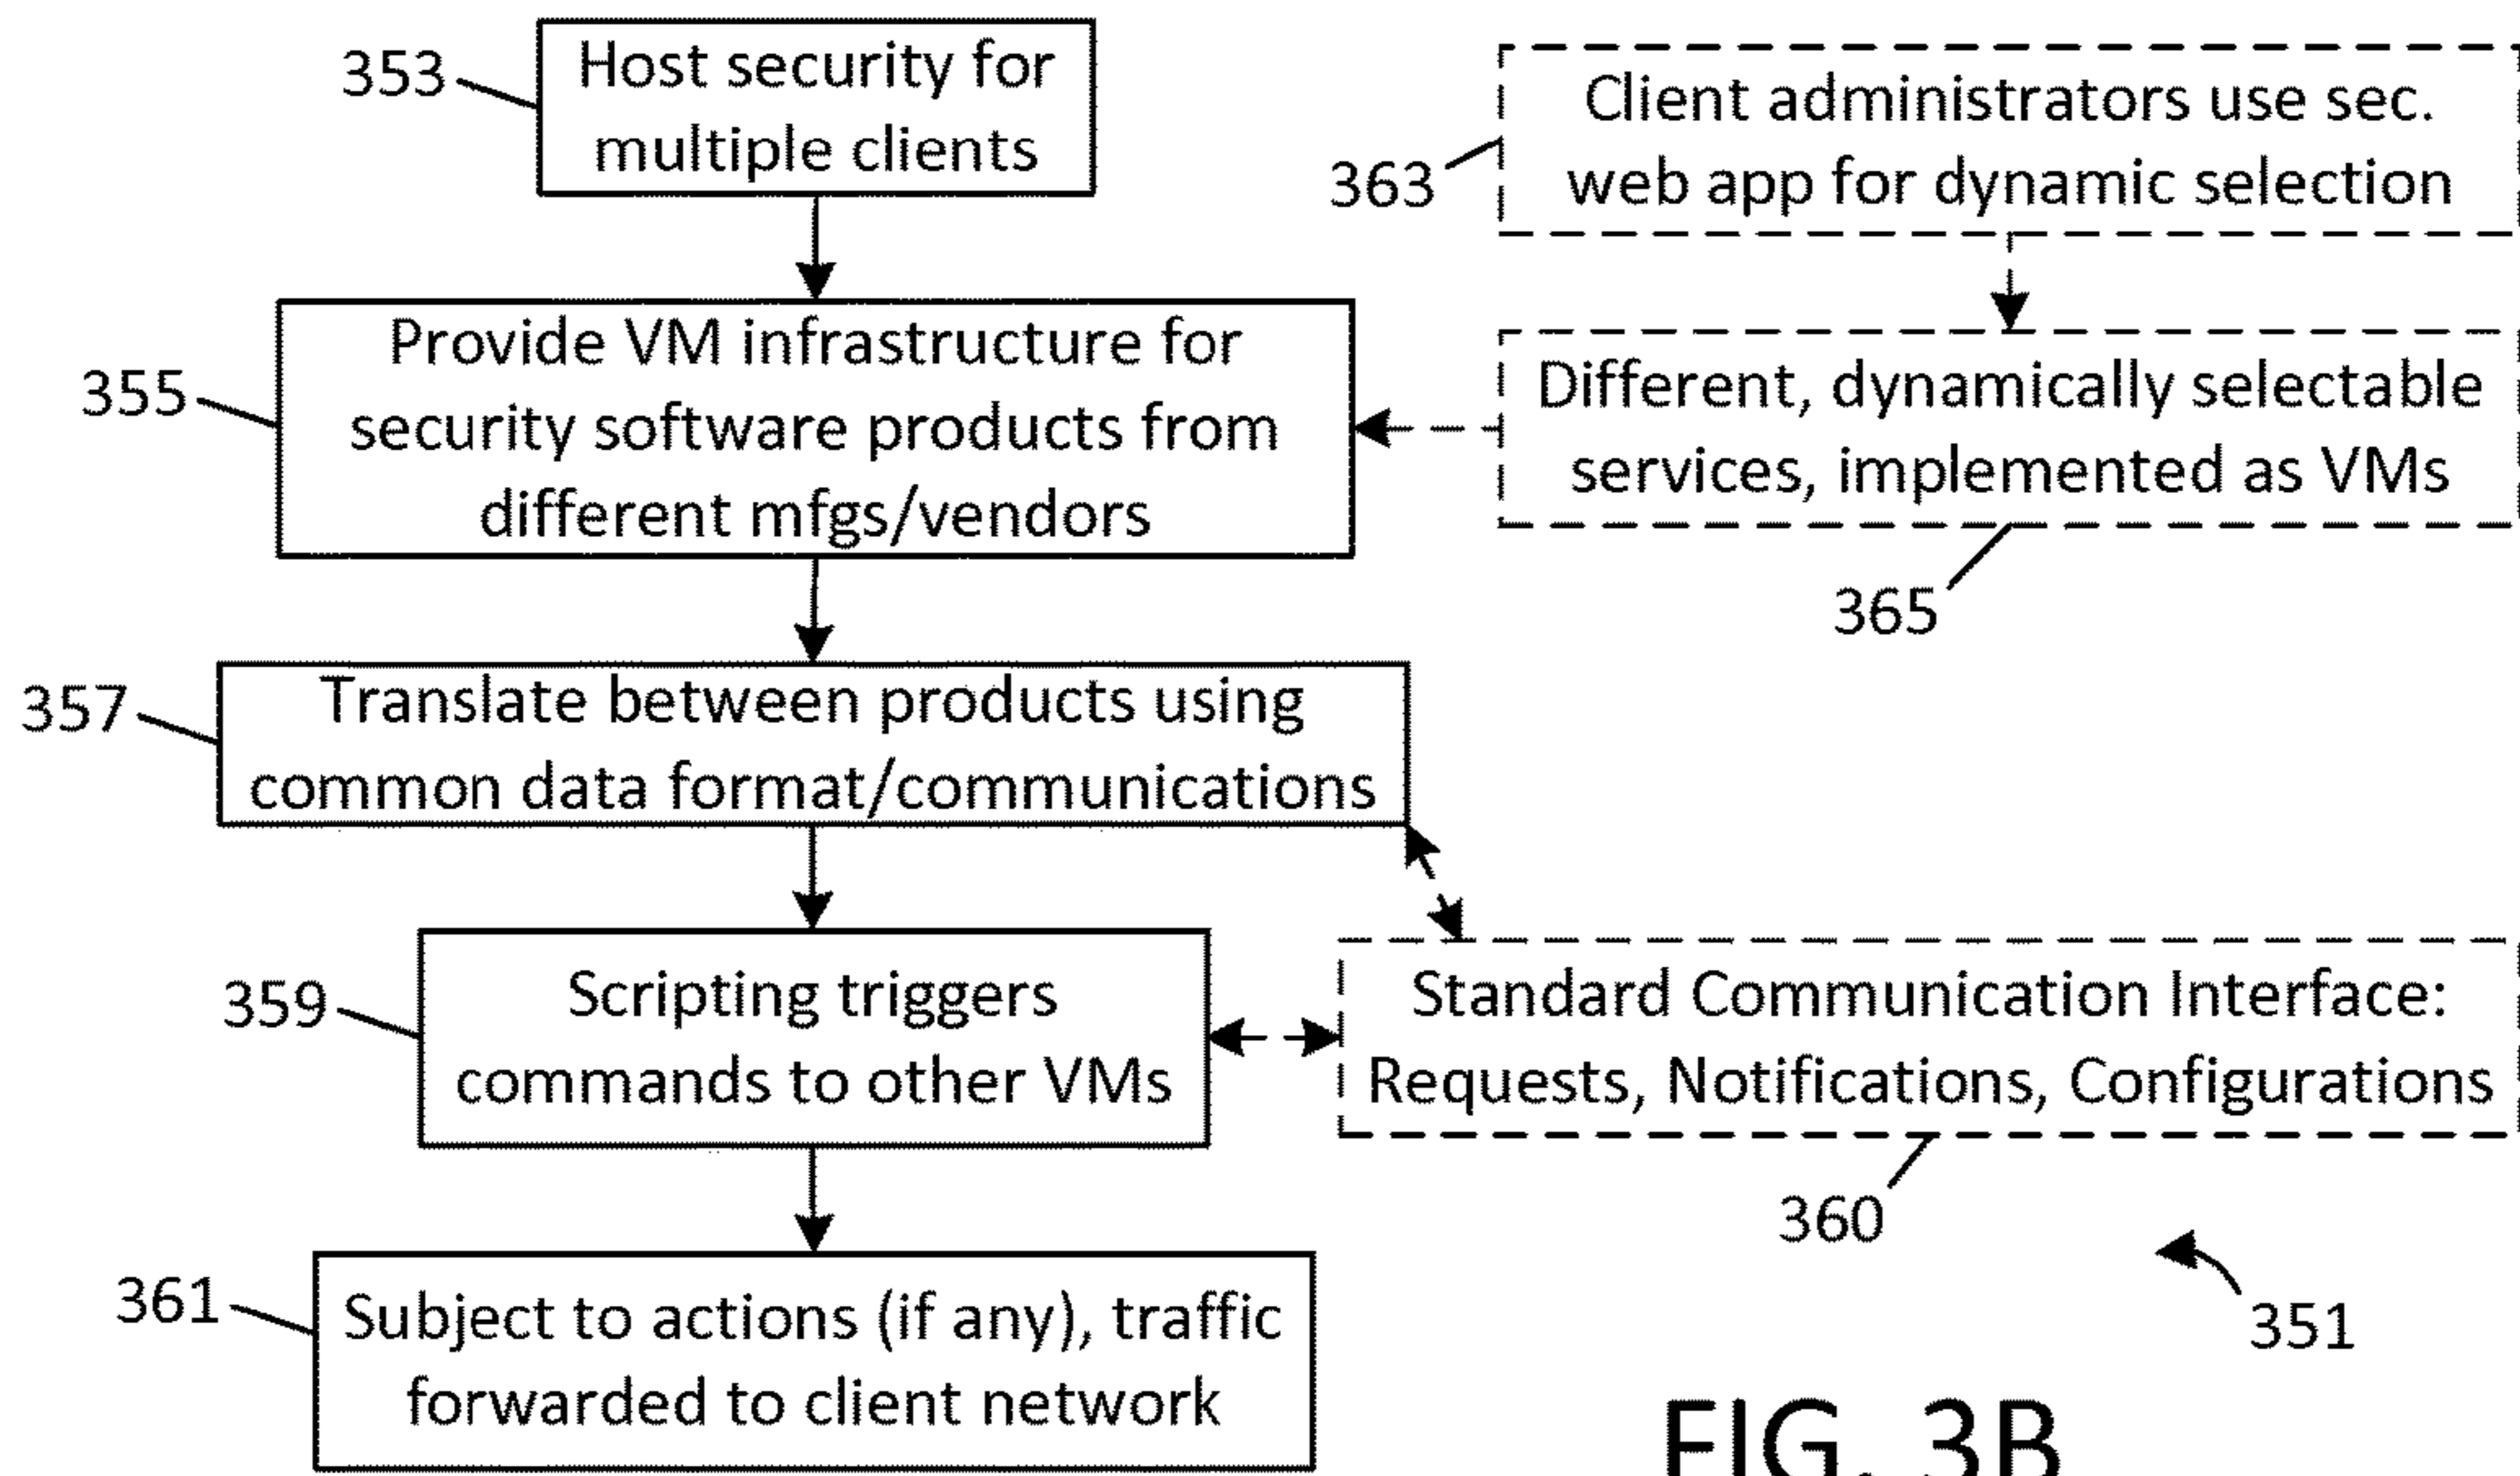 353
Host security for
multiple clients
363
Client administrators use sec.
web app for dynamic selection
355
Provide VM infrastructure for
security software products from
different mfgs/vendors
Different, dynamically selectable
services, implemented as VMs
365
357
Translate between products using
common data format/communications
359
Scripting triggers
commands to other VMs
Standard Communication Interface:
Requests, Notifications, Configurations
360
361
Subject to actions (if any), traffic
forwarded to client network
351
FIG. 3B